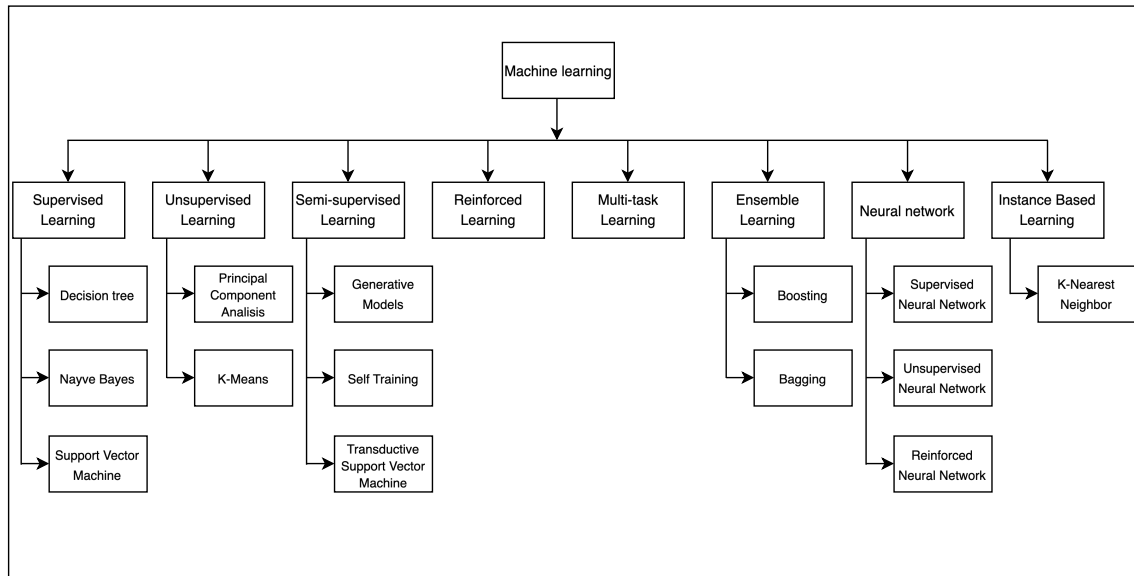 Machine learning
Supervised
Learning
Unsupervised
Learning
Semi-supervised
Learning
Reinforced
Learning
Multi-task
Learning
Ensemble
Learning
Neural network
Instance Based
Learning
Decision tree
Principal
Component
Analisis
Generative
Models
Boosting
Supervised
Neural Network
K-Nearest
Neighbor
Nayve Bayes
K-Means
Self Training
Bagging
Unsupervised
Neural Network
Support Vector
Machine
Transductive
Support Vector
Machine
Reinforced
Neural Network